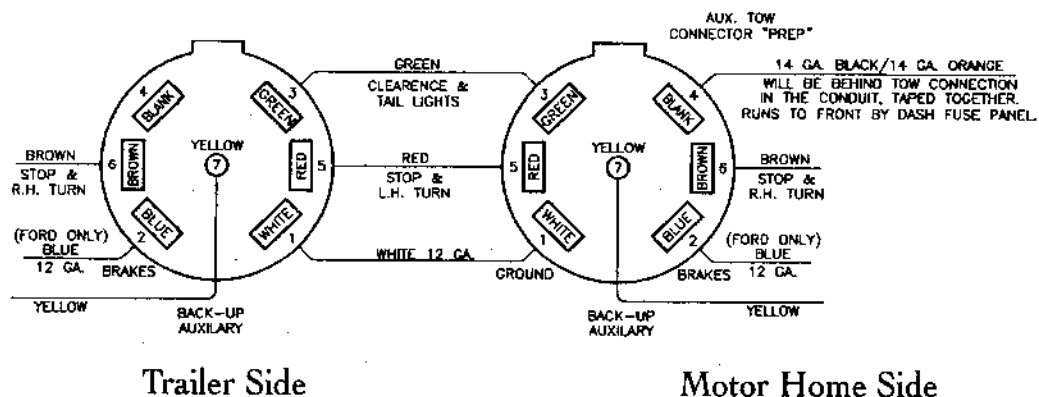 AUX. TOW
CONNECTOR "PREP"
GREEN
CLEARENCE &
TAIL LIGHTS
14 GA. BLACK/14 GA. ORANGE
WILL BE BEHIND TOW CONNECTION
IN THE CONDUIT, TAPED TOGETHER.
RUNS TO FRONT BY DASH FUSE PANEL.
4
BLANK
3
GREEN
BROWN
STOP &
R.H. TURN
6
BROWN
YELLOW
7
RED
5
RED
STOP &
L.H. TURN
BLUE
2
WHITE
1
(FORD ONLY)
BLUE
12 GA.
BRAKES
WHITE 12 GA.
GROUND
YELLOW
BACK-UP
AUXILARY
3
GREEN
4
BLANK
5
RED
YELLOW
7
BROWN
6
BROWN
STOP &
R.H. TURN
WHITE
1
BLUE
2
(FORD ONLY)
BLUE
12 GA.
BRAKES
BACK-UP
AUXILARY
YELLOW
Trailer Side
Motor Home Side